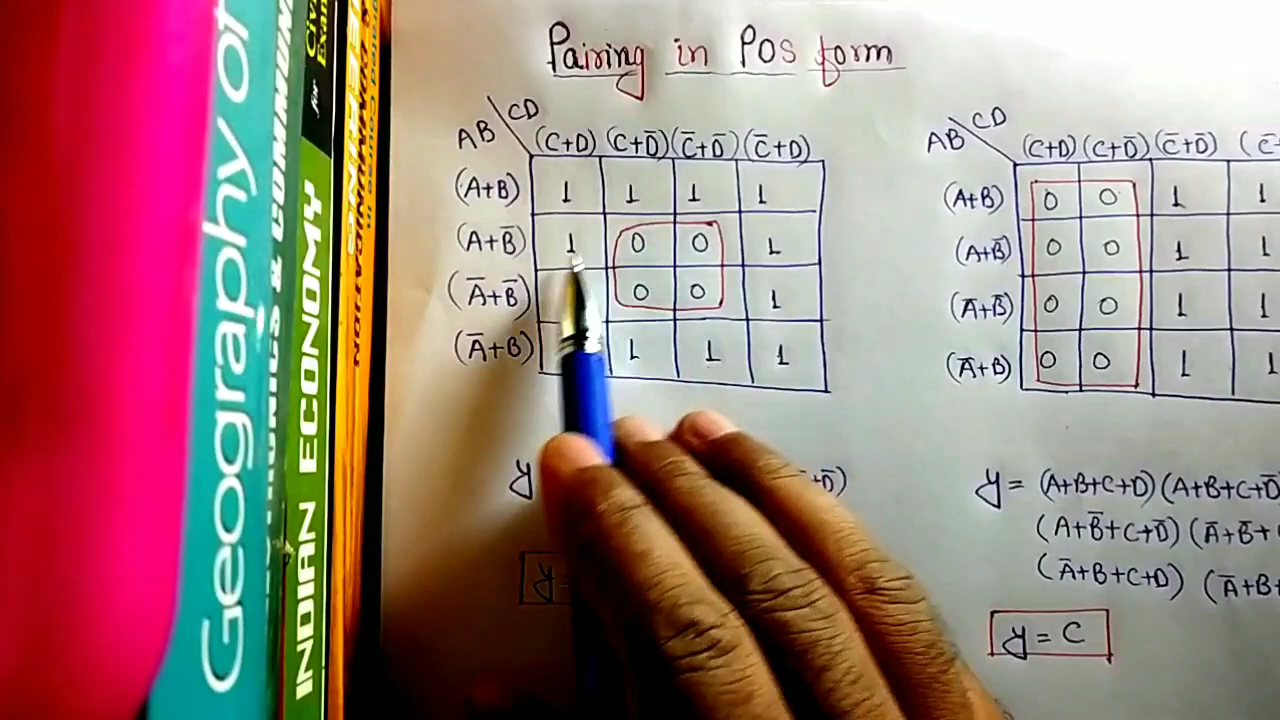 Geography of
INDIAN ECONOMY
for Civil
Pairing in POS form
AB CD
(C+D) (C+D̅) (C̅+D̅) (C̅+D)
(A+B) 1 1 1 1
(A+B̅) 1 0 0 1
(A̅+B̅) 0 0 1
(A̅+B) 1 1 1
y
+D̅)
y=
AB CD
(C+D) (C+D̅) (C̅+D̅) (C̅
(A+B) 0 0 1 1
(A+B̅) 0 0 1 1
(A̅+B̅) 0 0 1 1
(A̅+B) 0 0 1 1
y = (A+B+C+D) (A+B+C+D̅
(A+B̅+C+D̅) (A̅+B̅+
(A̅+B+C+D) (A̅+B+
y = C